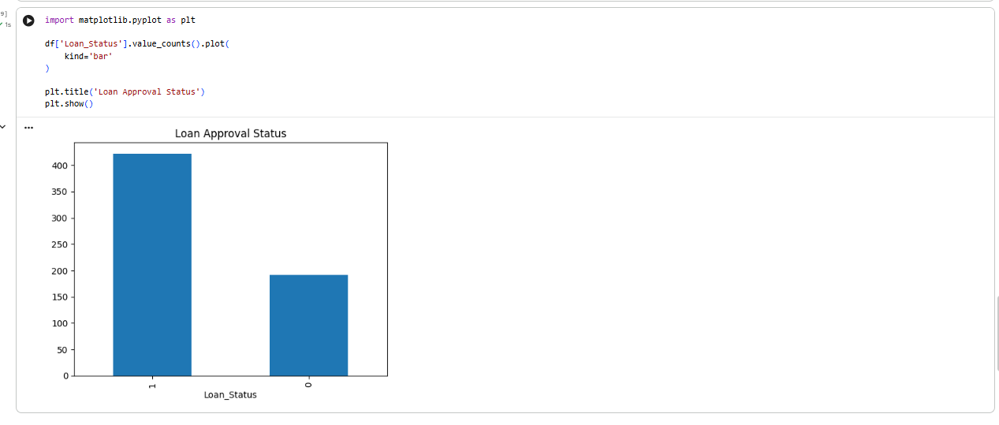 9]
1s
import matplotlib.pyplot as plt
df['Loan_Status'].value_counts().plot(
kind='bar'
)
plt.title('Loan Approval Status')
plt.show()
Loan Approval Status
400
350
300
250
200
150
100
50
0
1
0
Loan_Status